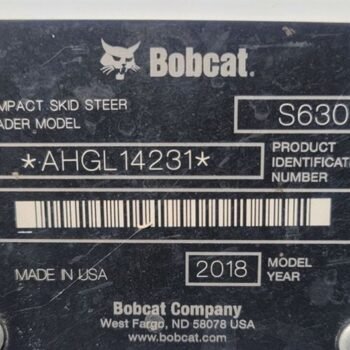 Bobcat.
MPACT SKID STEER
ADER MODEL
S630
*AHGL14231*
PRODUCT
IDENTIFICAT
NUMBER
MADE IN USA
2018
MODEL
YEAR
Bobcat Company
West Fargo, ND 58078 USA
www.bobcat.com